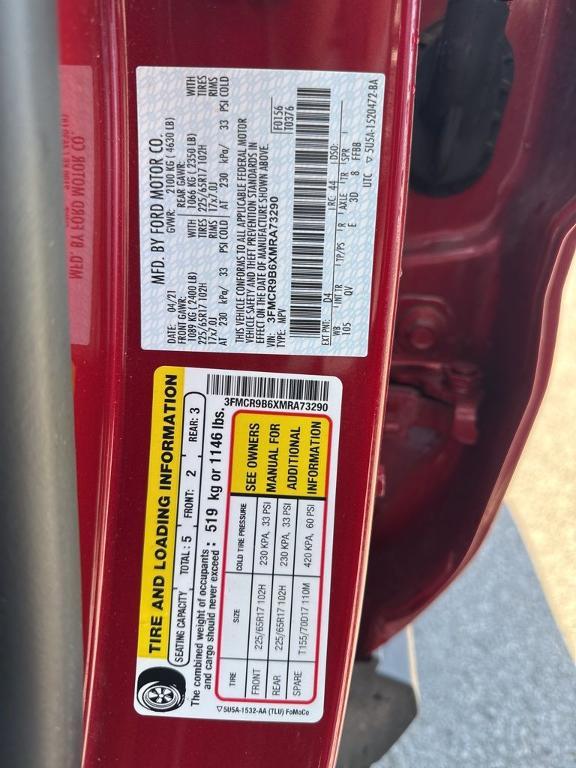 MFD. BY FORD MOTOR CO.
DATE: 04/21 GVWR: 2100 KG ( 4630 LB)
FRONT GAWR: REAR GAWR: WITH
1089 KG ( 2400 LB) 1066 KG ( 2350 LB) TIRES
225/65R17 102H TIRES 225/65R17 102H RIMS
17x7.0J RIMS 17x7.0J
AT 230 kPa/ 33 PSI COLD AT 230 kPa/ 33 PSI COLD
THIS VEHICLE CONFORMS TO ALL APPLICABLE FEDERAL MOTOR
VEHICLE SAFETY AND THEFT PREVENTION STANDARDS IN
EFFECT ON THE DATE OF MANUFACTURE SHOWN ABOVE.
VIN: 3FMCR9B6XMRA73290
TYPE: MPV
F0156
T0376
EXT PNT: D4 RC: 44 DSO:
WB INT TR TP/PS R AXLE TR SPR
105 QV E 3D 8 FFBB
UTC ▽ 5U5A-1520472-BA
TIRE AND LOADING INFORMATION
SEATING CAPACITY TOTAL: 5 FRONT: 2 REAR: 3
The combined weight of occupants
and cargo should never exceed: 519 kg or 1146 lbs.
3FMCR9B6XMRA73290
TIRE SIZE COLD TIRE PRESSURE
FRONT 225/65R17 102H 230 KPA, 33 PSI
REAR 225/65R17 102H 230 KPA, 33 PSI
SPARE T155/70D17 110M 420 KPA, 60 PSI
SEE OWNERS
MANUAL FOR
ADDITIONAL
INFORMATION
▽ 5U5A-1532-AA (TLU) FoMoCo